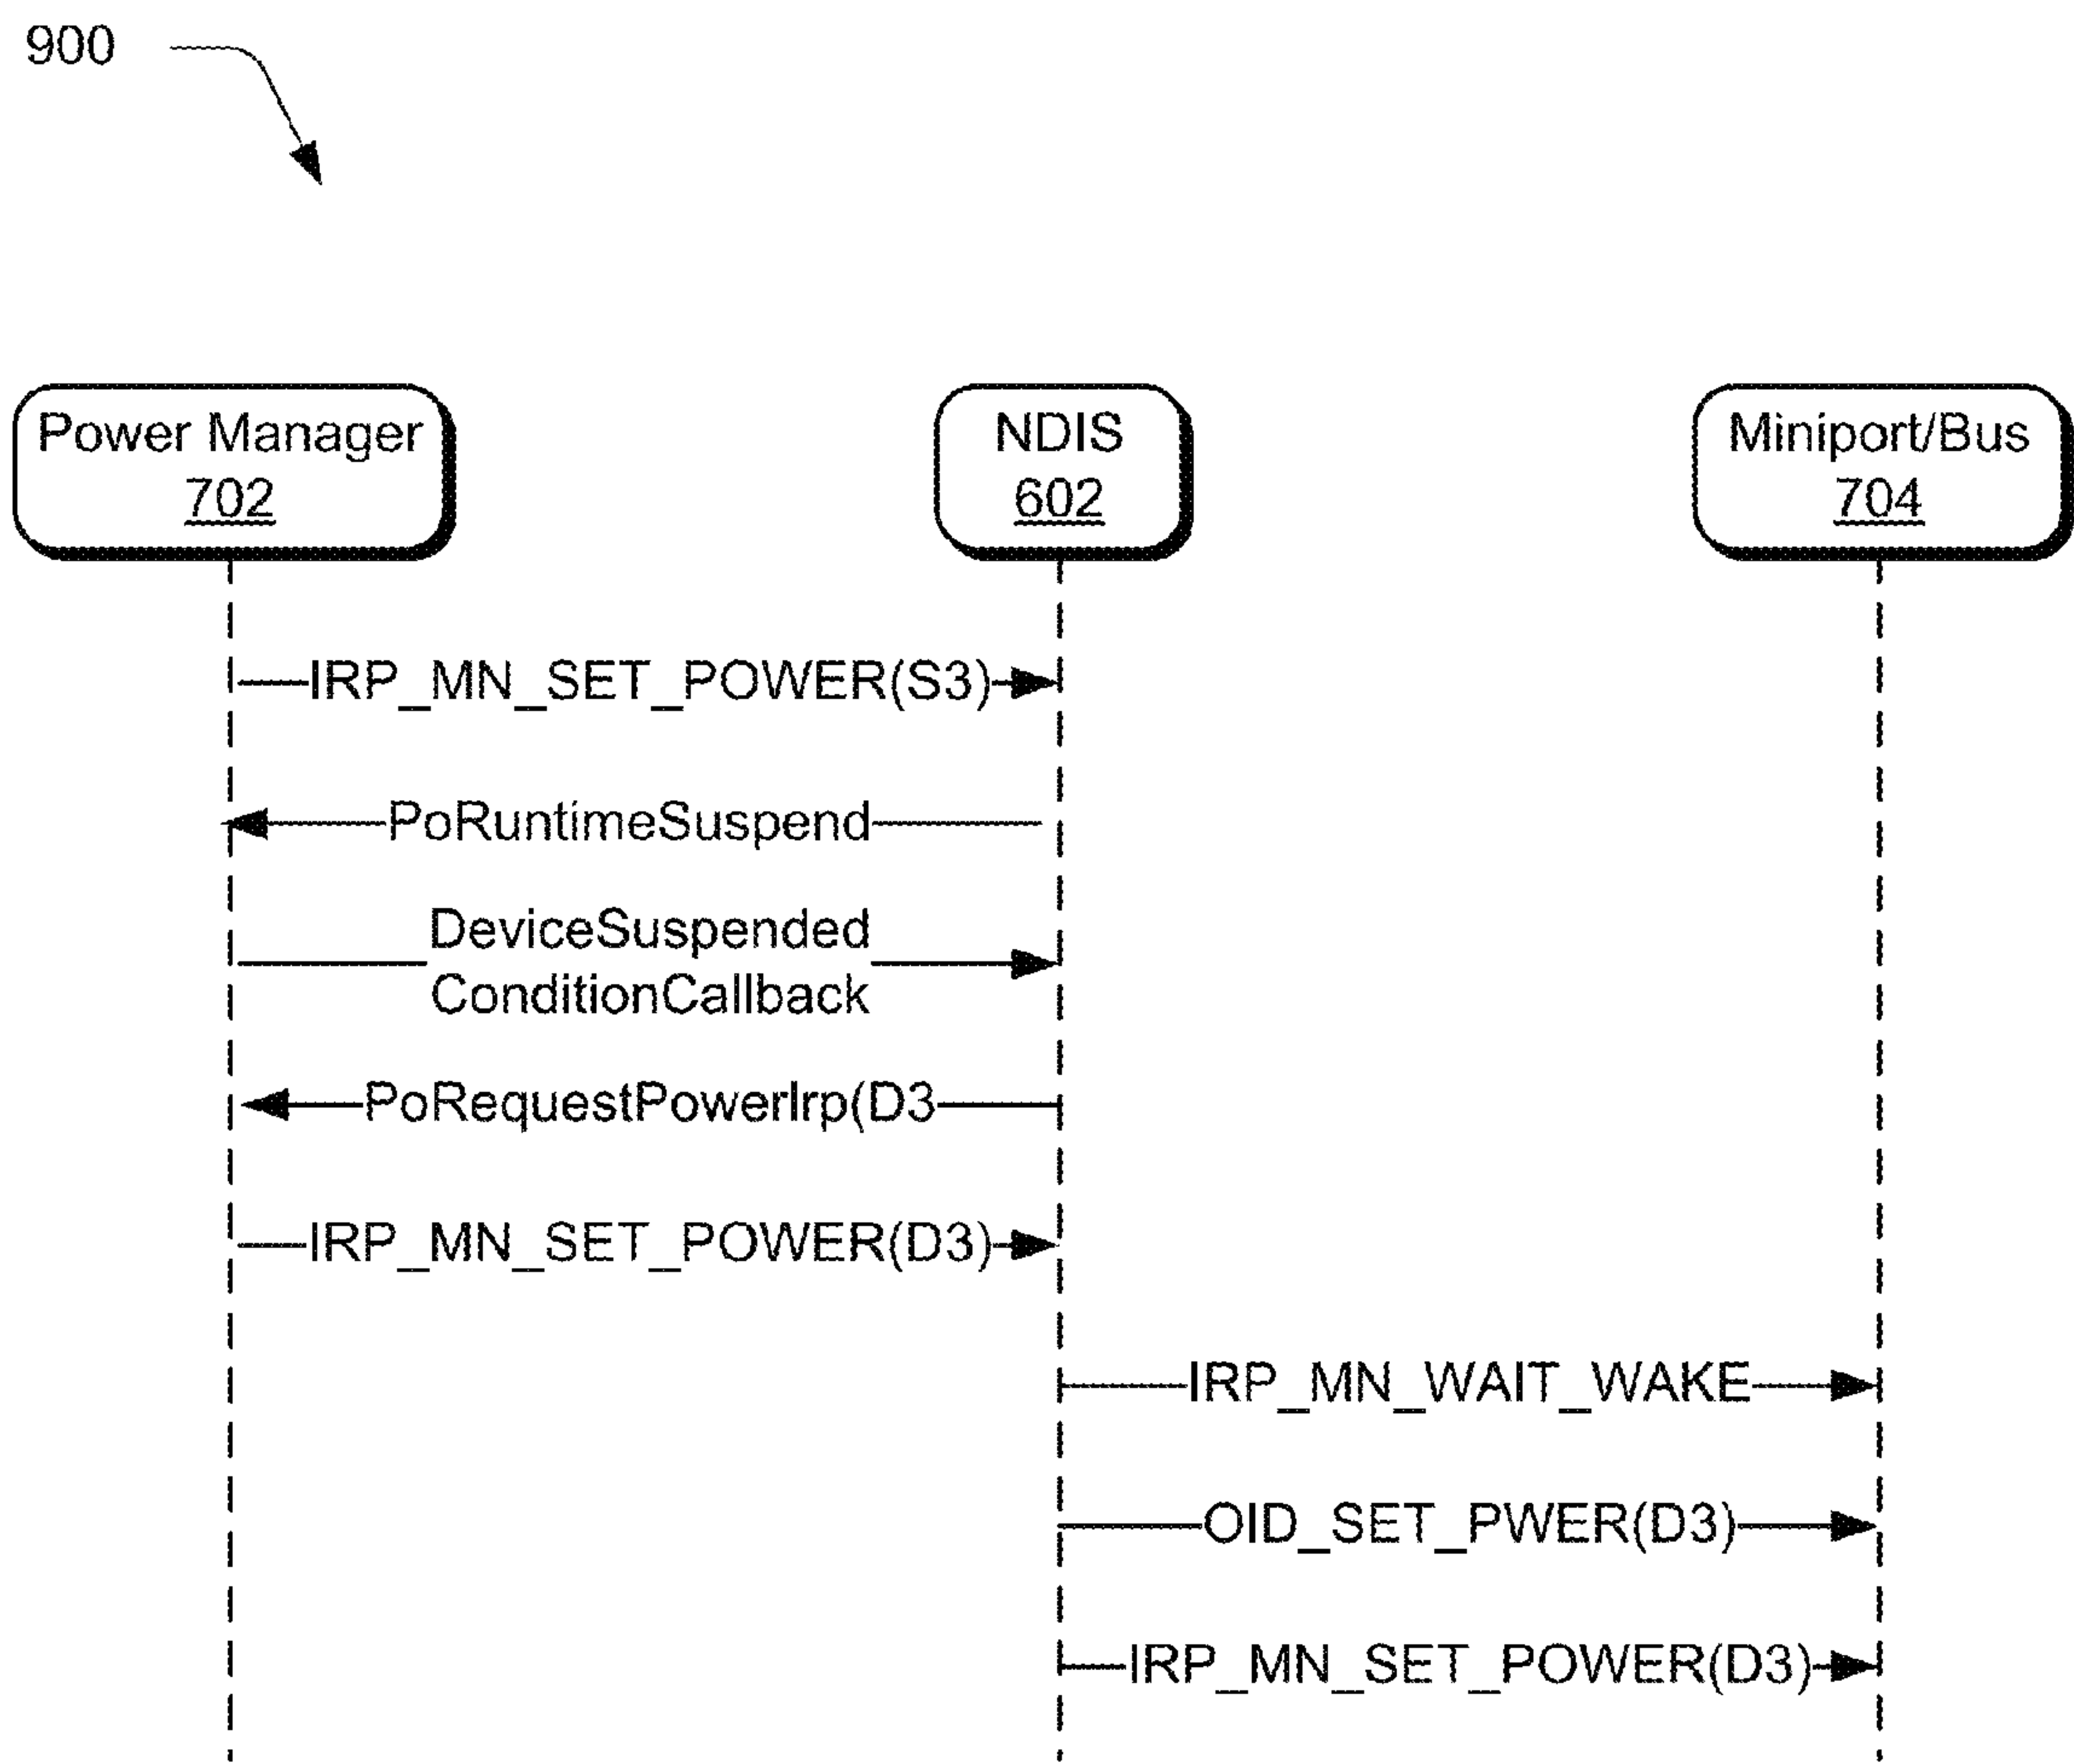 900
Power Manager
702
NDIS
602
Miniport/Bus
704
IRP_MN_SET_POWER(S3)
PoRuntimeSuspend
DeviceSuspended
ConditionCallback
PoRequestPowerIrp(D3
IRP_MN_SET_POWER(D3)
IRP_MN_WAIT_WAKE
OID_SET_PWER(D3)
IRP_MN_SET_POWER(D3)